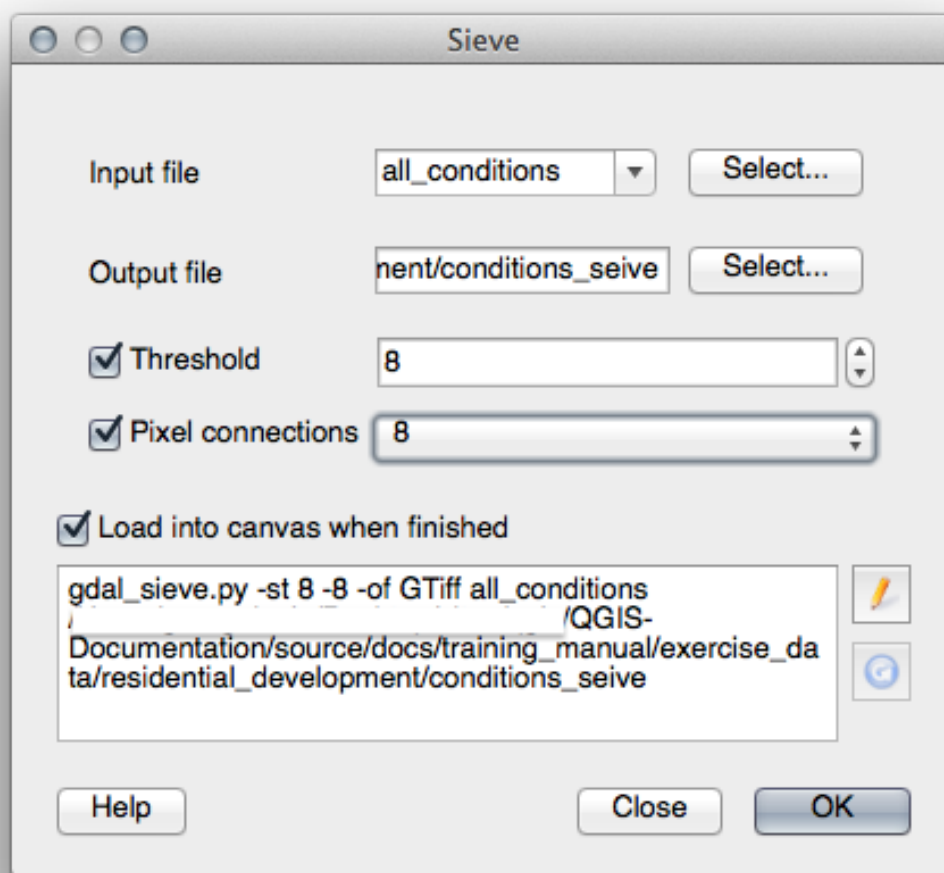 Sieve
Input file all_conditions Select...
Output file nent/conditions_seive Select...
Threshold 8
Pixel connections 8
Load into canvas when finished
gdal_sieve.py -st 8 -8 -of GTiff all_conditions
/QGIS-
Documentation/source/docs/training_manual/exercise_da
ta/residential_development/conditions_seive
Help Close OK